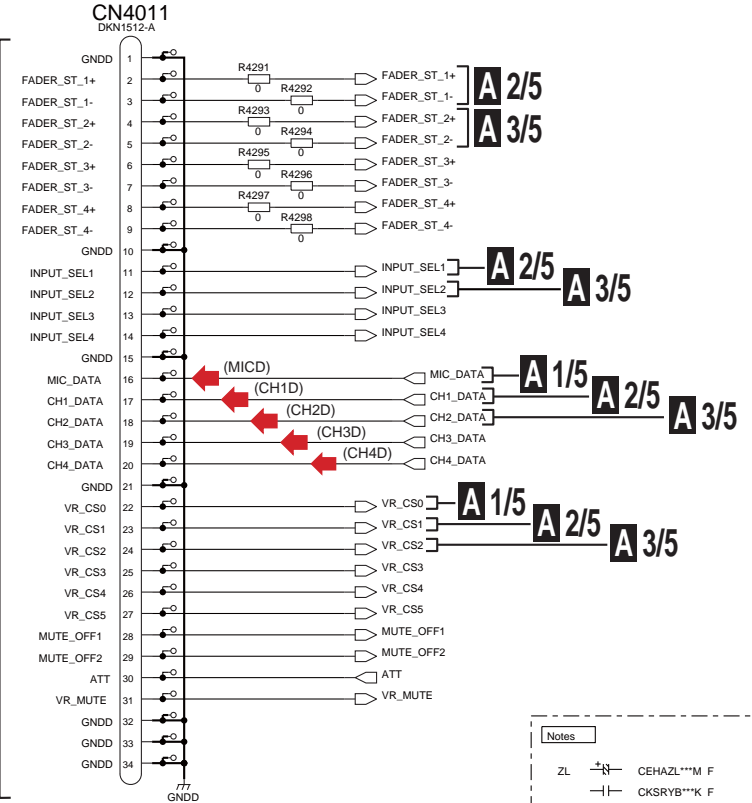 CN4011
DKN1512-A
GNDD 1
FADER_ST_1+ 2 R4291 0 FADER_ST_1+
FADER_ST_1- 3 R4292 0 FADER_ST_1- A 2/5
FADER_ST_2+ 4 R4293 0 FADER_ST_2+
FADER_ST_2- 5 R4294 0 FADER_ST_2- A 3/5
FADER_ST_3+ 6 R4295 0 FADER_ST_3+
FADER_ST_3- 7 R4296 0 FADER_ST_3-
FADER_ST_4+ 8 R4297 0 FADER_ST_4+
FADER_ST_4- 9 R4298 0 FADER_ST_4-
GNDD 10
INPUT_SEL1 11 INPUT_SEL1 A 2/5
INPUT_SEL2 12 INPUT_SEL2 A 3/5
INPUT_SEL3 13 INPUT_SEL3
INPUT_SEL4 14 INPUT_SEL4
GNDD 15
MIC_DATA 16 (MICD) MIC_DATA A 1/5
CH1_DATA 17 (CH1D) CH1_DATA A 2/5
CH2_DATA 18 (CH2D) CH2_DATA A 3/5
CH3_DATA 19 (CH3D) CH3_DATA
CH4_DATA 20 (CH4D) CH4_DATA
GNDD 21
VR_CS0 22 VR_CS0 A 1/5
VR_CS1 23 VR_CS1 A 2/5
VR_CS2 24 VR_CS2 A 3/5
VR_CS3 25 VR_CS3
VR_CS4 26 VR_CS4
VR_CS5 27 VR_CS5
MUTE_OFF1 28 MUTE_OFF1
MUTE_OFF2 29 MUTE_OFF2
ATT 30 ATT
VR_MUTE 31 VR_MUTE
GNDD 32
GNDD 33
GNDD 34
GNDD
Notes
ZL + CEHAZL***M F
CKSRYB***K F